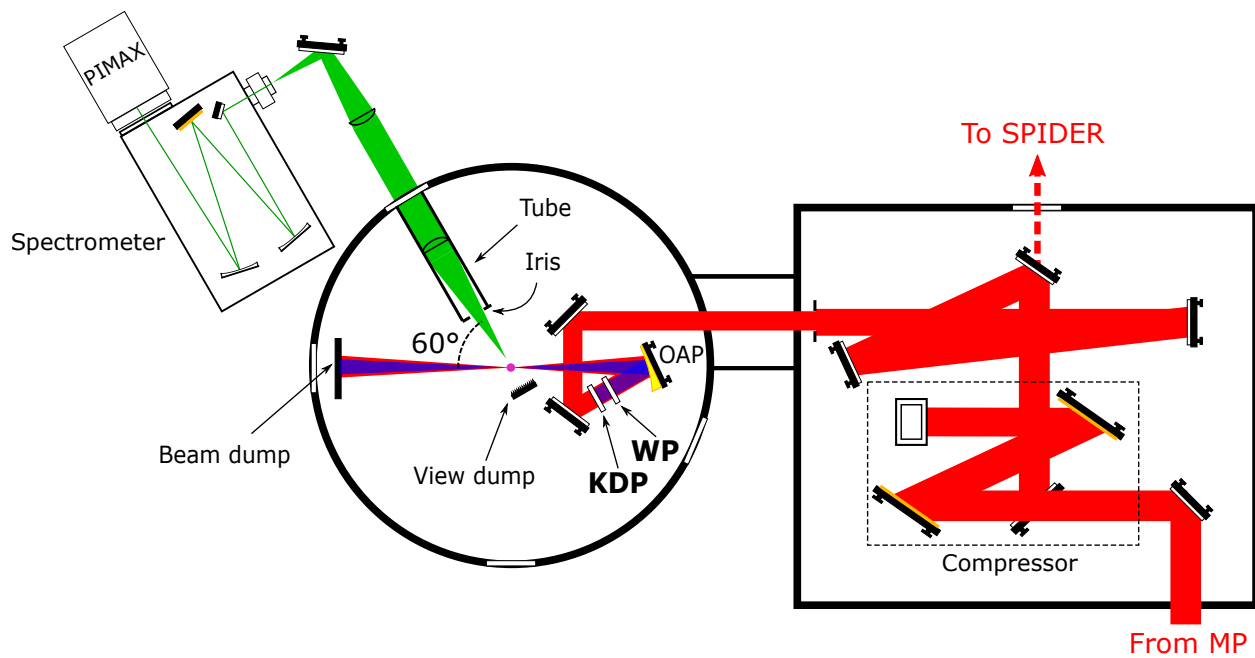 PIMAX
To SPIDER
Tube
Spectrometer
Iris
60°
OAP
Beam dump
View dump
WP
KDP
Compressor
From MP